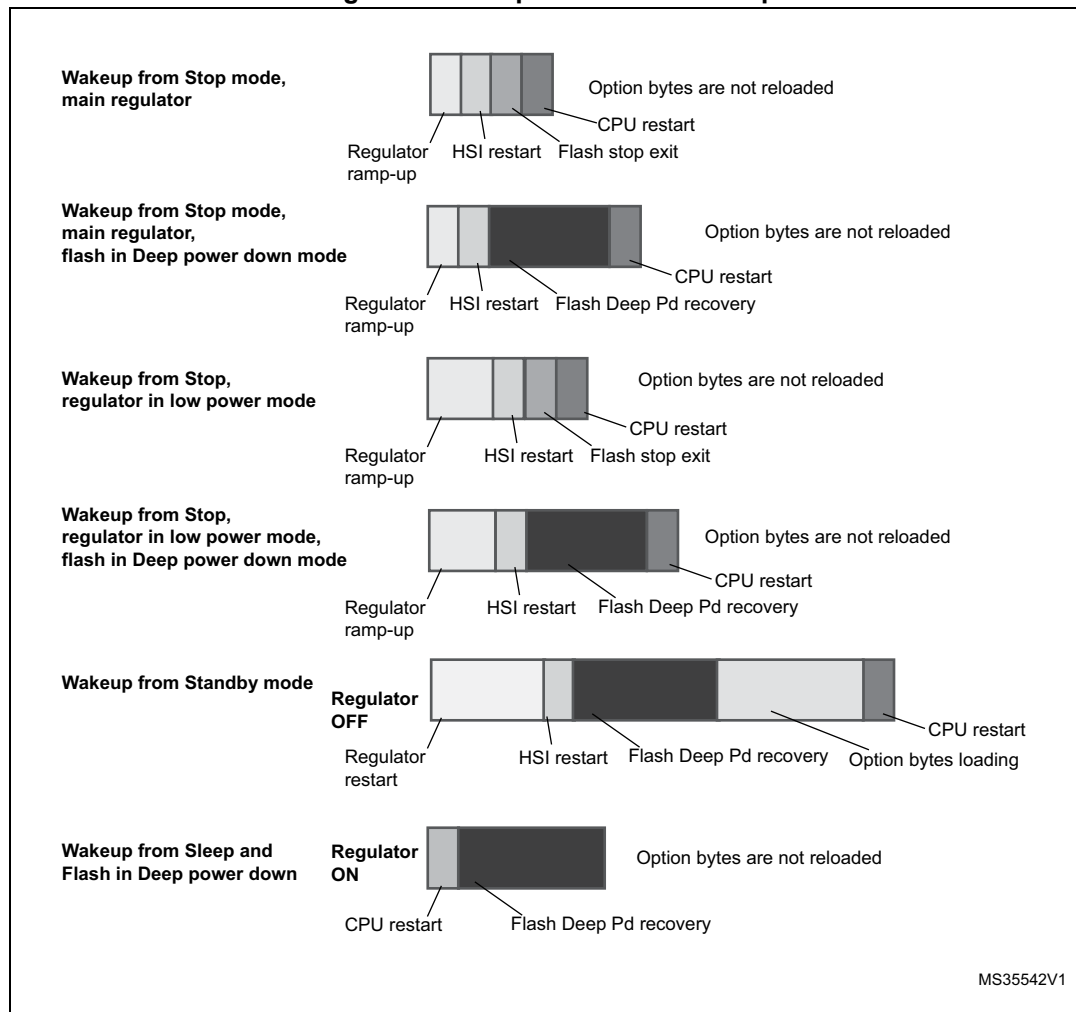 Wakeup from Stop mode,
main regulator
Option bytes are not reloaded
CPU restart
Regulator
ramp-up
HSI restart
Flash stop exit
Wakeup from Stop mode,
main regulator,
flash in Deep power down mode
Option bytes are not reloaded
CPU restart
Regulator
ramp-up
HSI restart
Flash Deep Pd recovery
Wakeup from Stop,
regulator in low power mode
Option bytes are not reloaded
CPU restart
Regulator
ramp-up
HSI restart
Flash stop exit
Wakeup from Stop,
regulator in low power mode,
flash in Deep power down mode
Option bytes are not reloaded
CPU restart
Regulator
ramp-up
HSI restart
Flash Deep Pd recovery
Wakeup from Standby mode
Regulator
OFF
CPU restart
Regulator
restart
HSI restart
Flash Deep Pd recovery
Option bytes loading
Wakeup from Sleep and
Flash in Deep power down
Regulator
ON
Option bytes are not reloaded
CPU restart
Flash Deep Pd recovery
MS35542V1